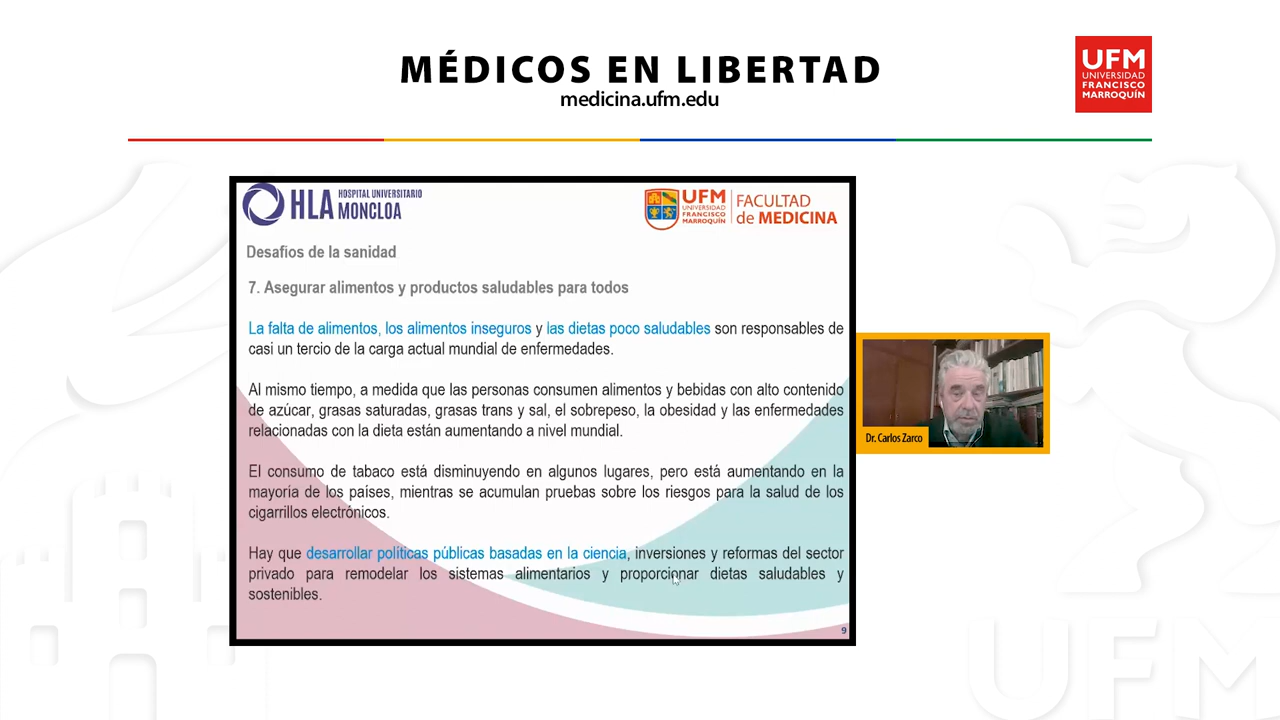 MÉDICOS EN LIBERTAD
medicina.ufm.edu
UFM
UNIVERSIDAD
FRANCISCO
MARROQUÍN
HLA
HOSPITAL UNIVERSITARIO
MONCLOA
UFM
UNIVERSIDAD
FRANCISCO
MARROQUÍN
FACULTAD
de MEDICINA
Desafíos de la sanidad
7. Asegurar alimentos y productos saludables para todos
La falta de alimentos, los alimentos inseguros y las dietas poco saludables son responsables de
casi un tercio de la carga actual mundial de enfermedades.
Al mismo tiempo, a medida que las personas consumen alimentos y bebidas con alto contenido
de azúcar, grasas saturadas, grasas trans y sal, el sobrepeso, la obesidad y las enfermedades
relacionadas con la dieta están aumentando a nivel mundial.
El consumo de tabaco está disminuyendo en algunos lugares, pero está aumentando en la
mayoría de los países, mientras se acumulan pruebas sobre los riesgos para la salud de los
cigarrillos electrónicos.
Hay que desarrollar políticas públicas basadas en la ciencia, inversiones y reformas del sector
privado para remodelar los sistemas alimentarios y proporcionar dietas saludables y
sostenibles.
9
Dr. Carlos Zarco
UFM